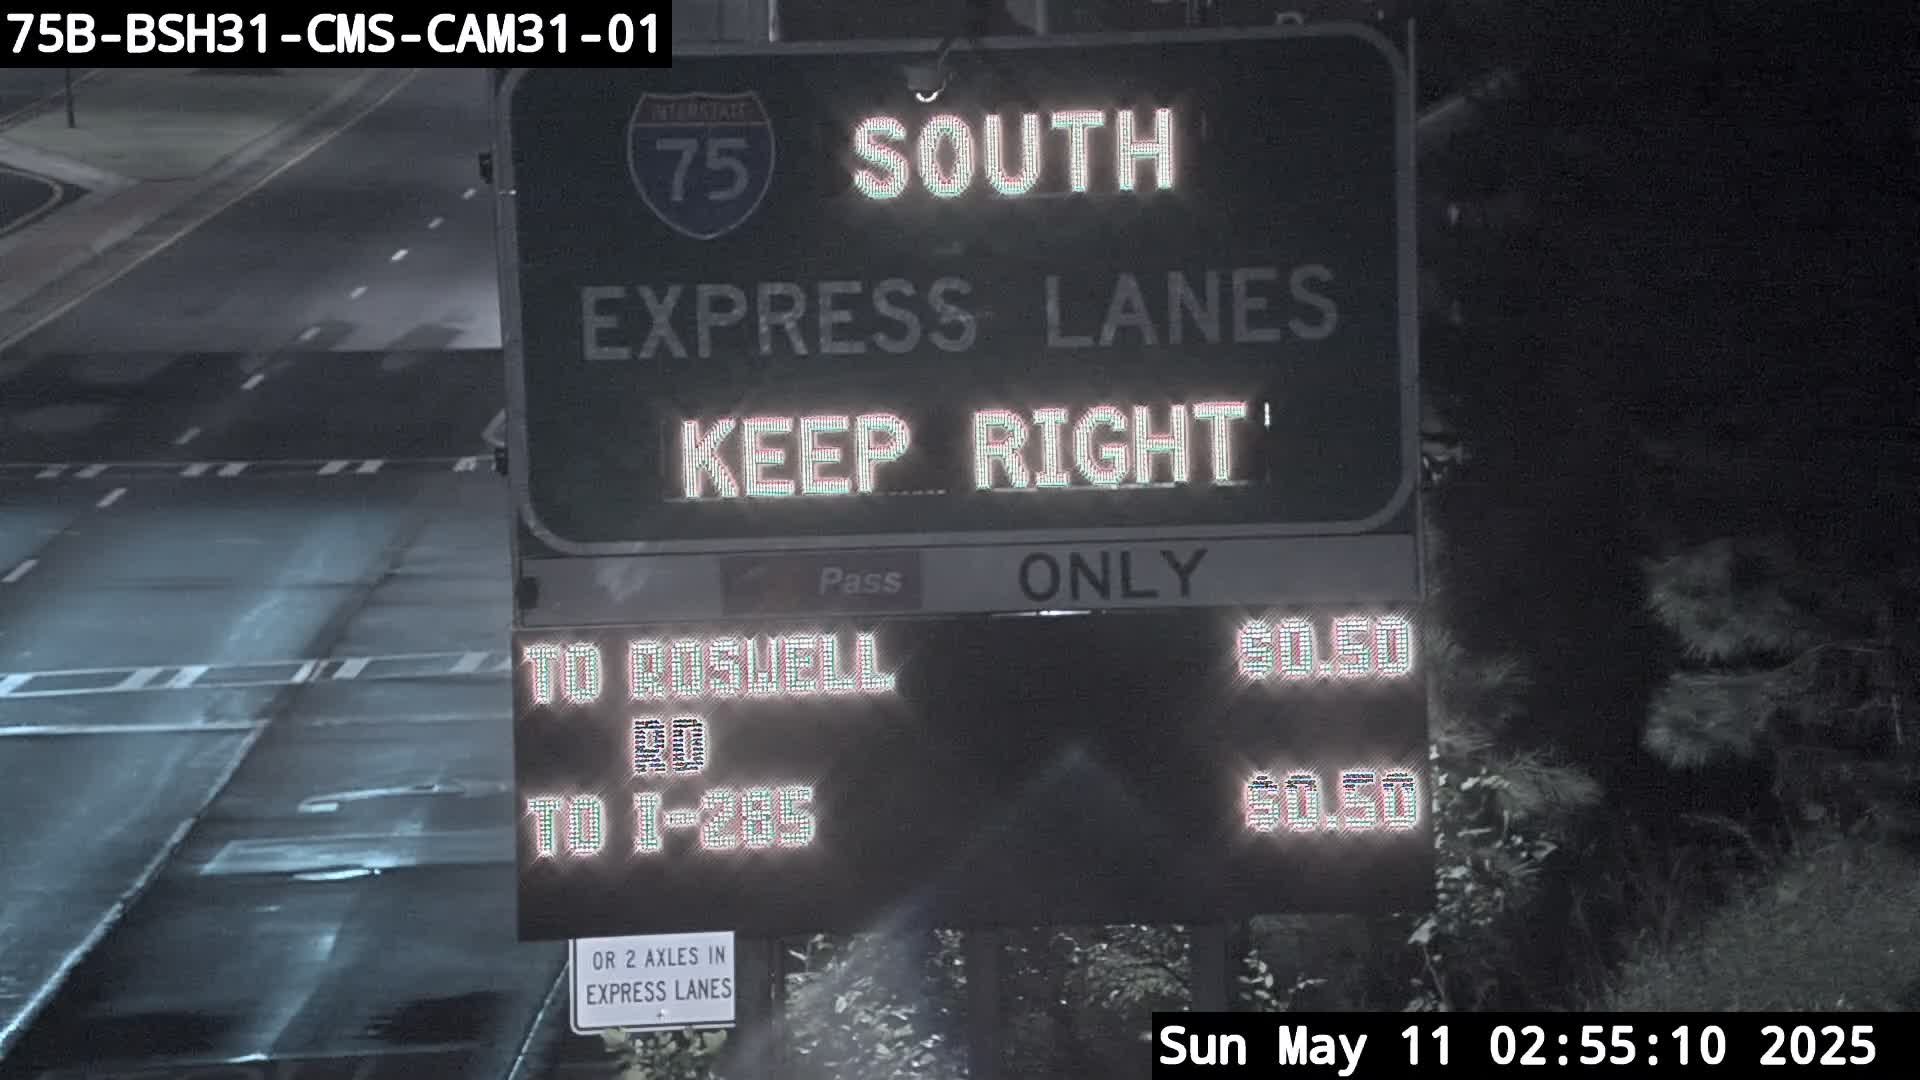 75B-BSH31-CMS-CAM31-01
INTERSTATE
75
SOUTH
EXPRESS LANES
KEEP RIGHT
Pass ONLY
TO ROSWELL $0.50
RD
TO I-285 $0.50
OR 2 AXLES IN
EXPRESS LANES
Sun May 11 02:55:10 2025